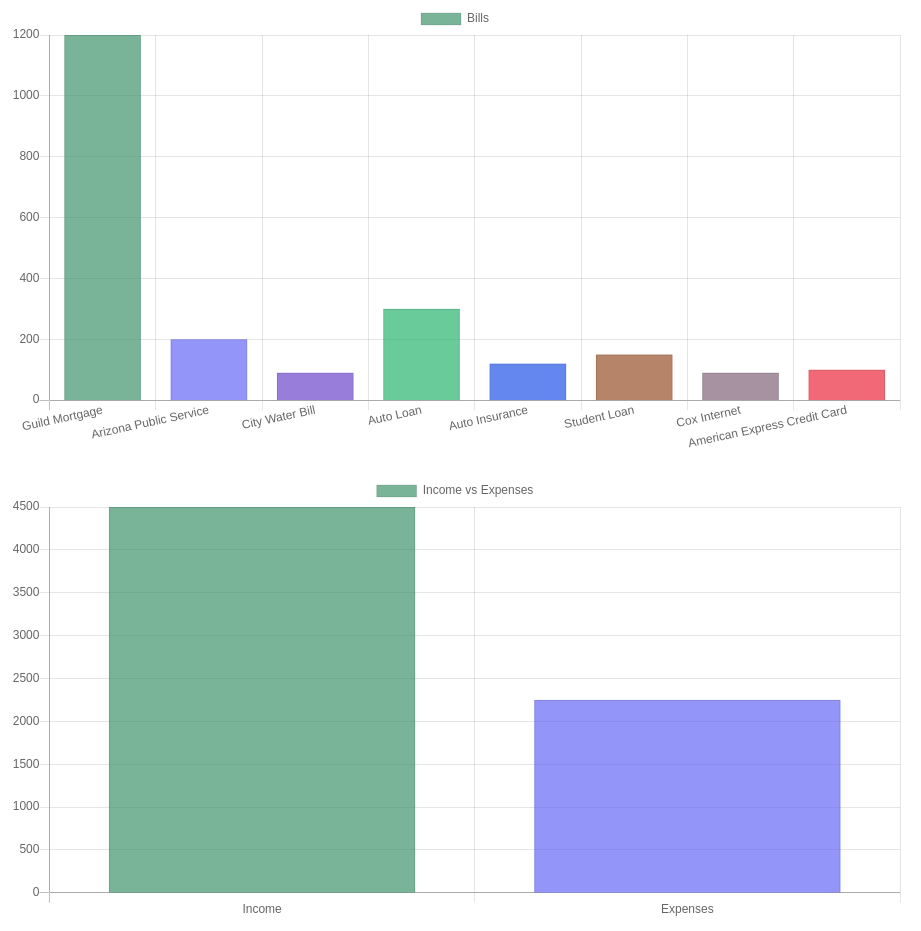 Bills
1200
1000
800
600
400
200
0
Guild Mortgage
Arizona Public Service
City Water Bill
Auto Loan
Auto Insurance
Student Loan
Cox Internet
American Express Credit Card
Income vs Expenses
4500
4000
3500
3000
2500
2000
1500
1000
500
0
Income
Expenses